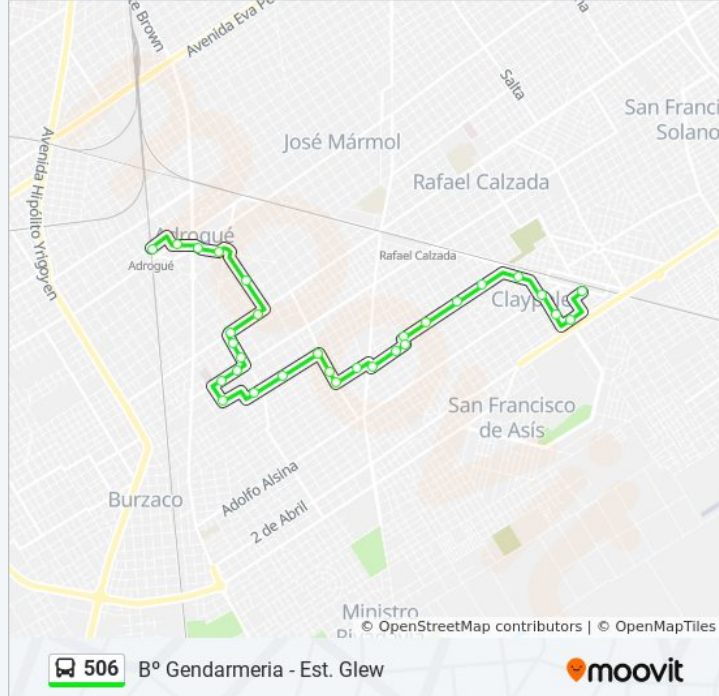 e Brown
Avenida Eva Pe
Salta
San Franci
Solano
José Mármol
Rafael Calzada
Avenida Hipólito Yrigoyen
Adrogué
Adrogué
Rafael Calzada
Claypole
San Francisco
de Asís
Adolfo Alsina
2 de Abril
Burzaco
Ministro
© OpenStreetMap contributors | © OpenMapTiles
506 Bº Gendarmeria - Est. Glew
moovit